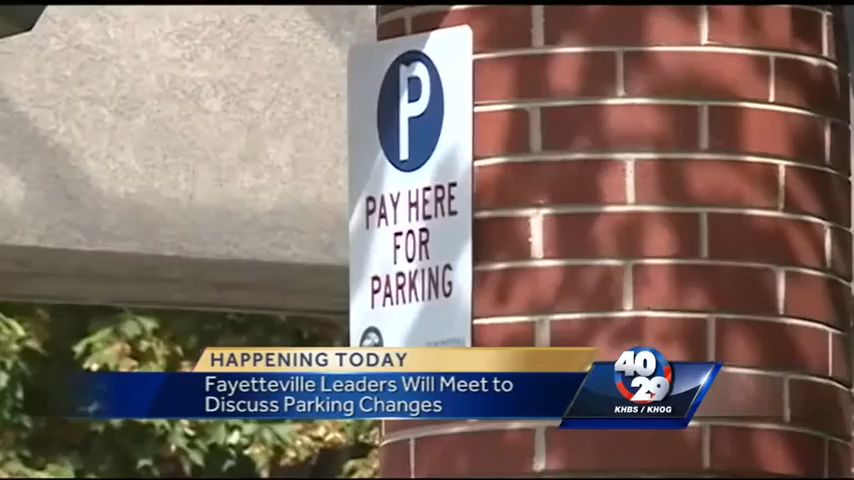 P
PAY HERE
FOR
PARKING
HAPPENING TODAY
Fayetteville Leaders Will Meet to
Discuss Parking Changes
40
29
KHBS / KHOG